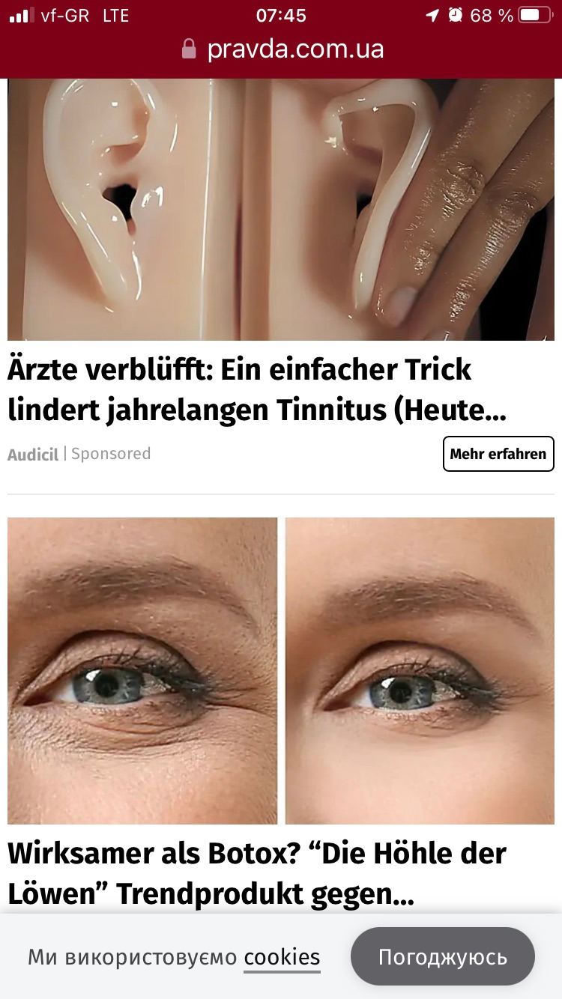 vf-GR LTE 07:45 68 %
pravda.com.ua
Ärzte verblüfft: Ein einfacher Trick
lindert jahrelangen Tinnitus (Heute...
Audicil | Sponsored
Mehr erfahren
Wirksamer als Botox? “Die Höhle der
Löwen” Trendprodukt gegen...
Ми використовуємо cookies
Погоджуюсь